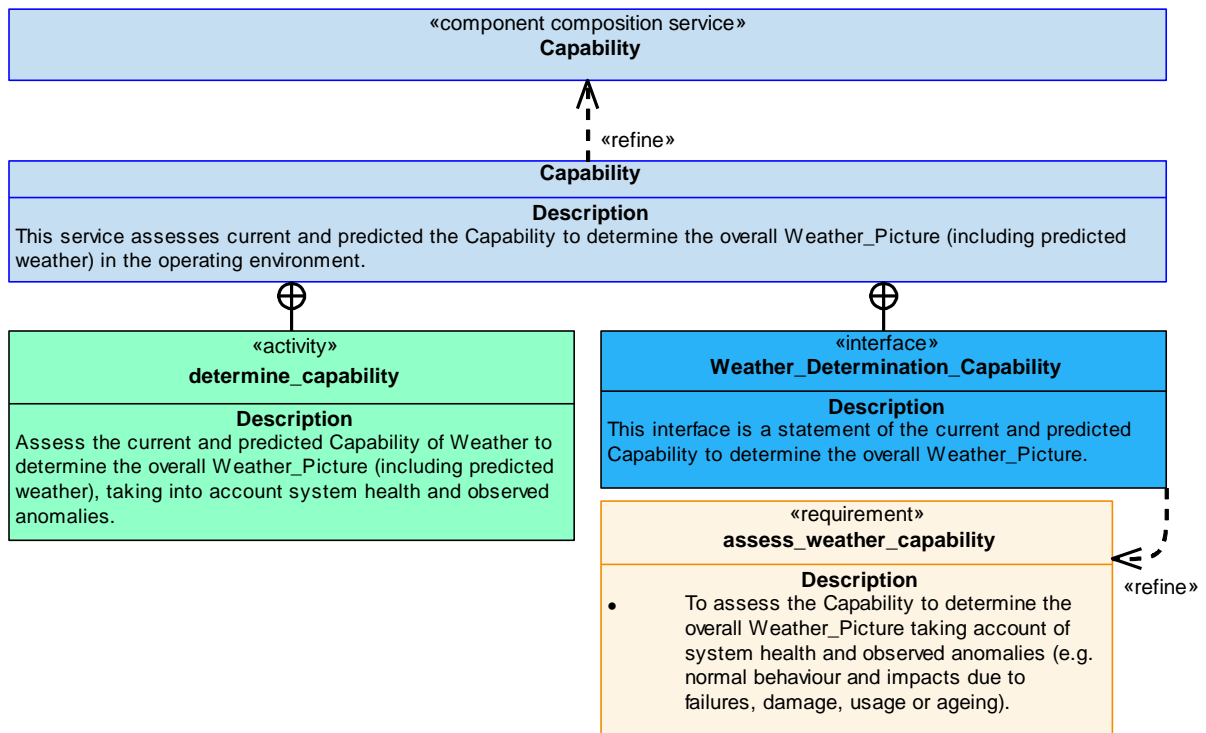 «component composition service»
Capability
«refine»
Capability
Description
This service assesses current and predicted the Capability to determine the overall Weather_Picture (including predicted
weather) in the operating environment.
«activity»
determine_capability
Description
Assess the current and predicted Capability of Weather to
determine the overall Weather_Picture (including predicted
weather), taking into account system health and observed
anomalies.
«interface»
Weather_Determination_Capability
Description
This interface is a statement of the current and predicted
Capability to determine the overall Weather_Picture.
«requirement»
assess_weather_capability
Description
• To assess the Capability to determine the
overall Weather_Picture taking account of
system health and observed anomalies (e.g.
normal behaviour and impacts due to
failures, damage, usage or ageing).
«refine»